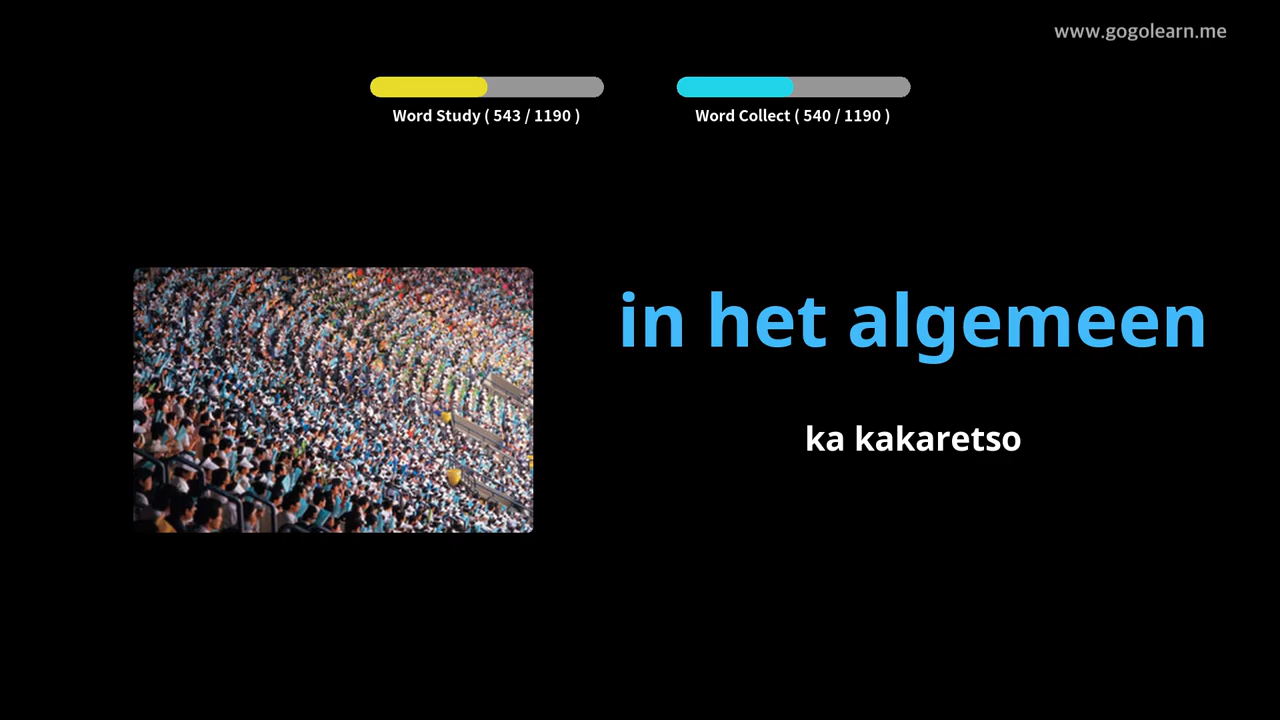 www.gogolearn.me
Word Study ( 543 / 1190 )
Word Collect ( 540 / 1190 )
in het algemeen
ka kakaretso